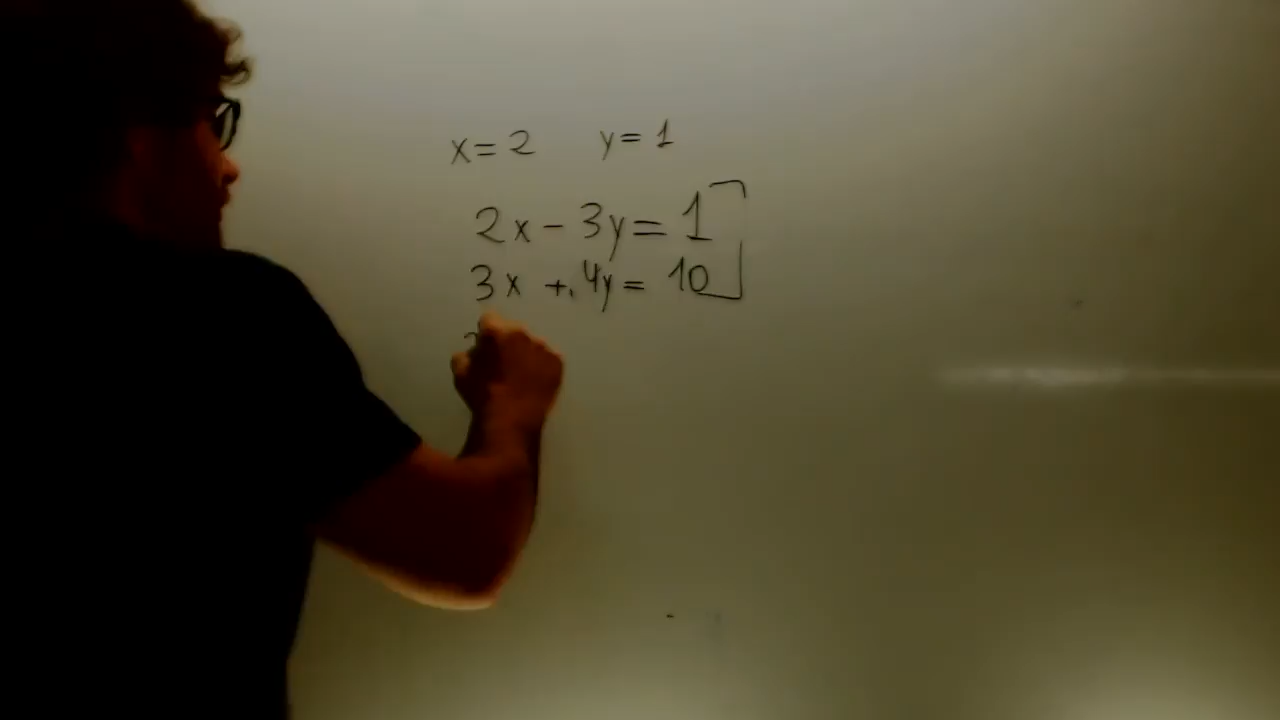 x = 2 y = 1
2x - 3y = 1
3x + 4y = 10